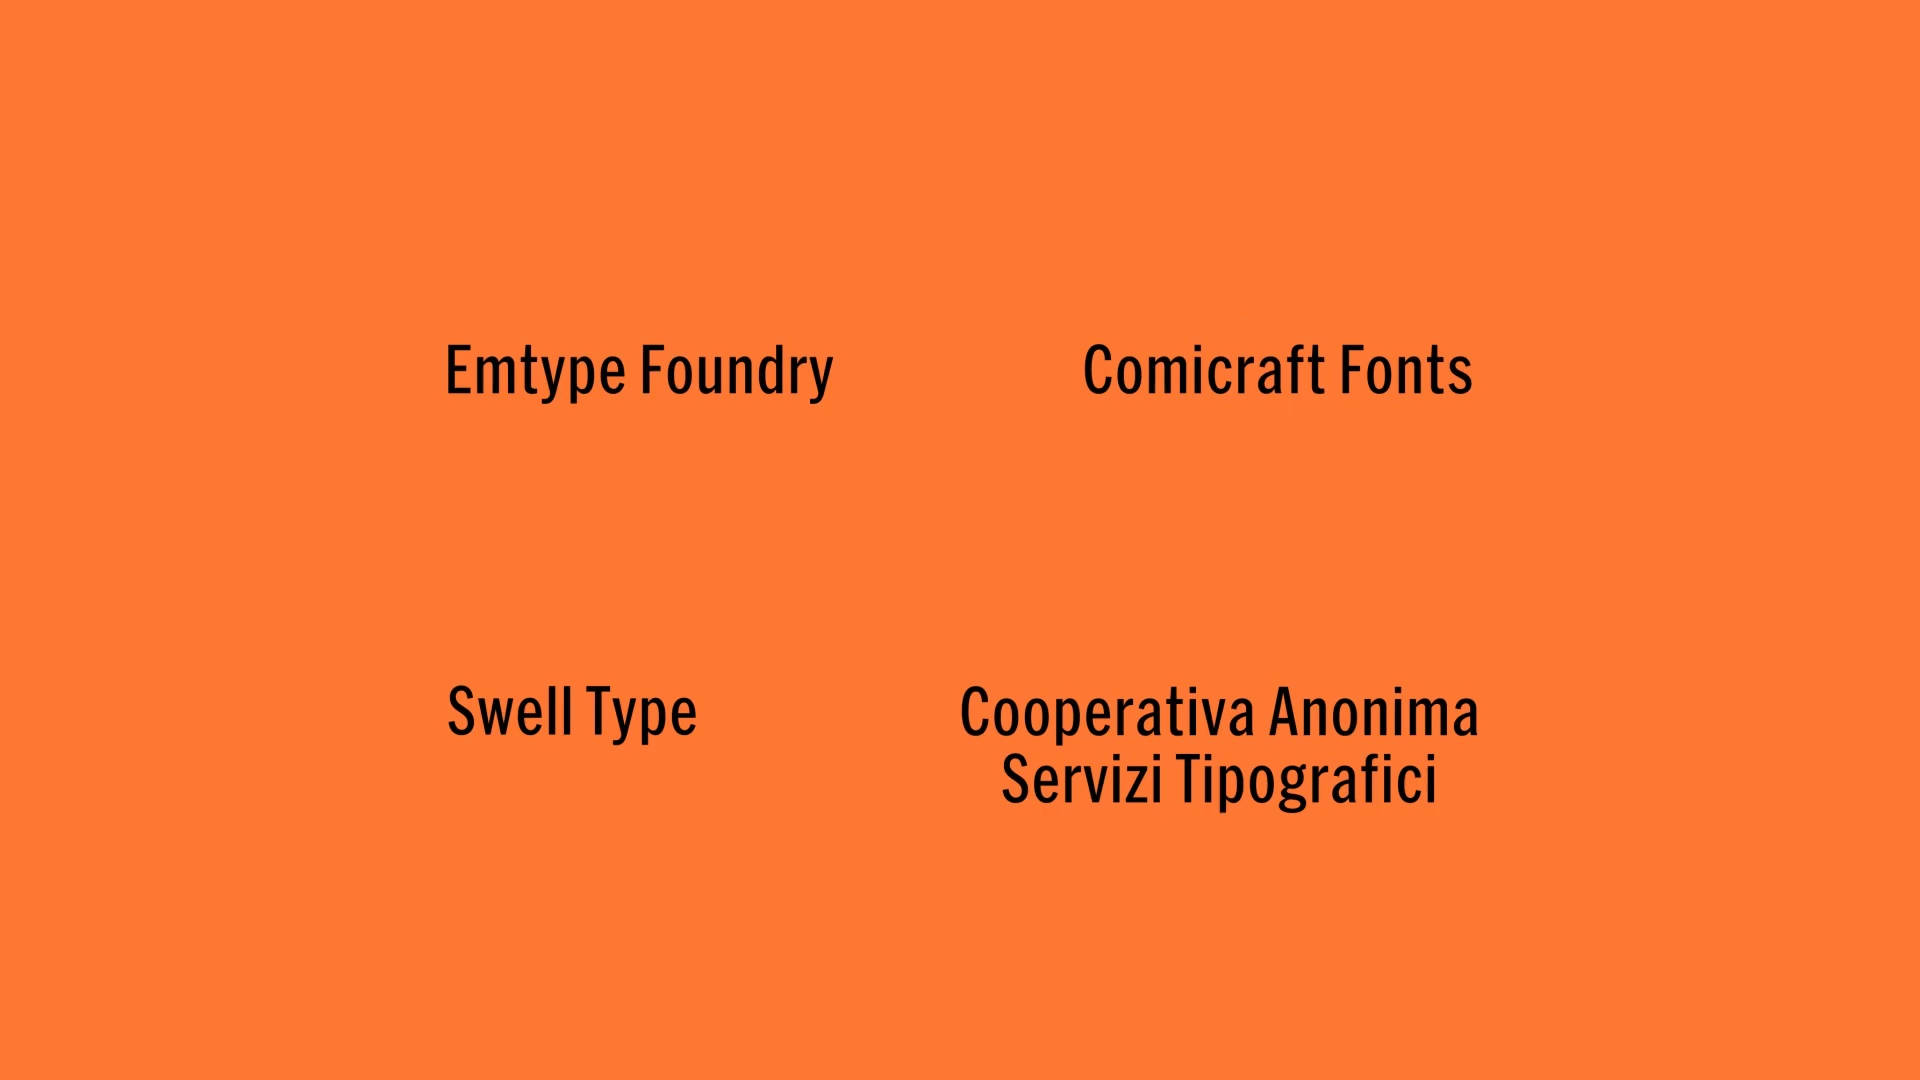 Emtype Foundry
Comicraft Fonts
Swell Type
Cooperativa Anonima
Servizi Tipografici